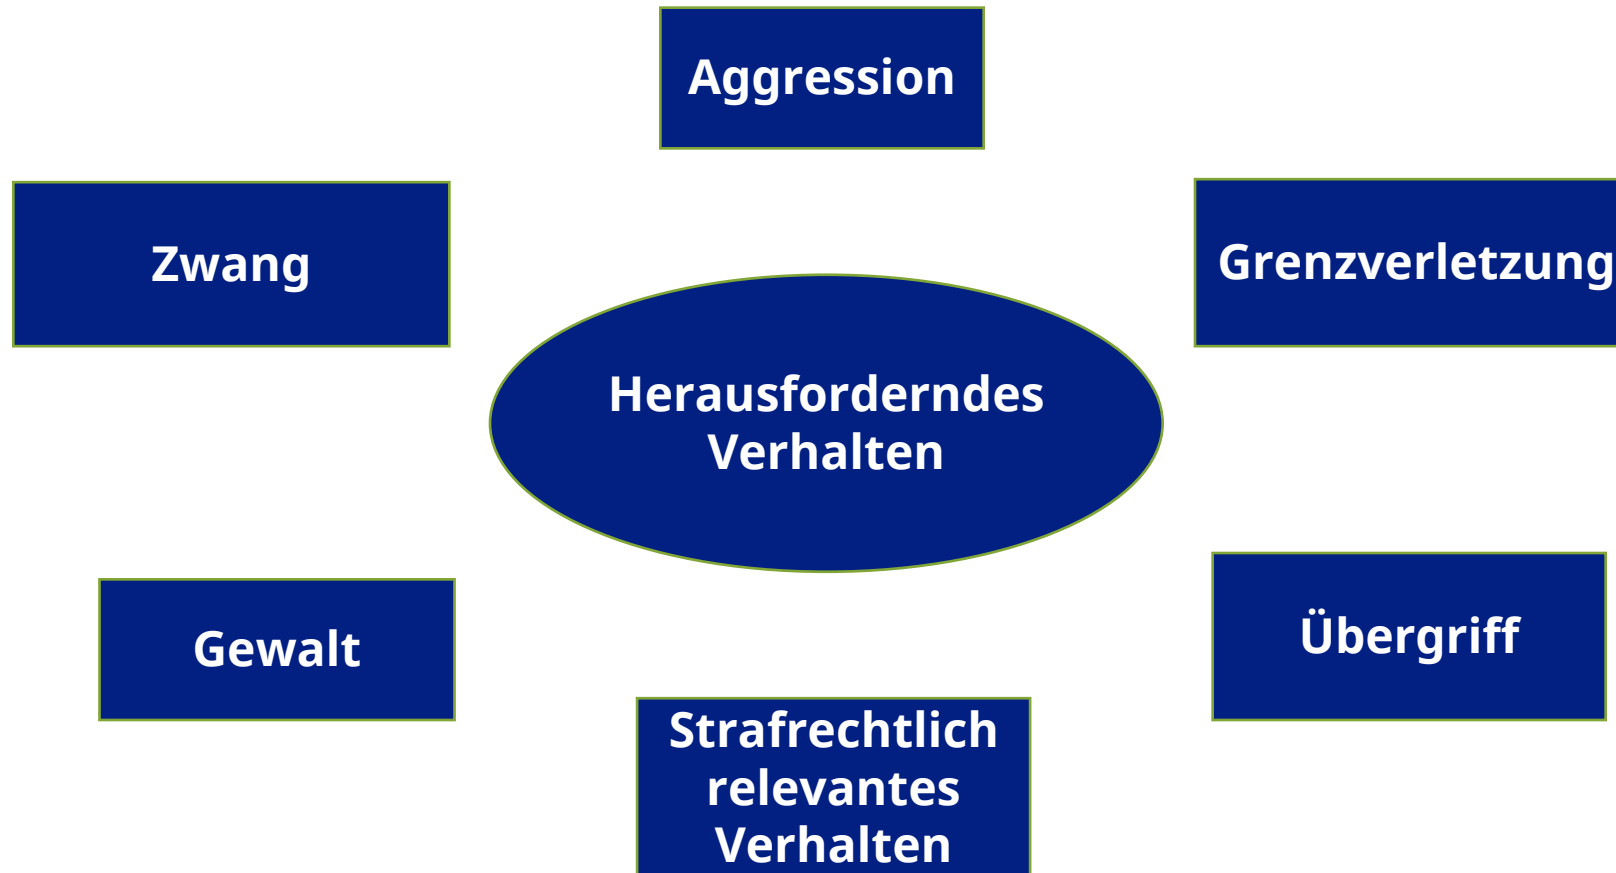 Aggression
Zwang
Grenzverletzung
Herausforderndes
Verhalten
Gewalt
Übergriff
Strafrechtlich
relevantes
Verhalten